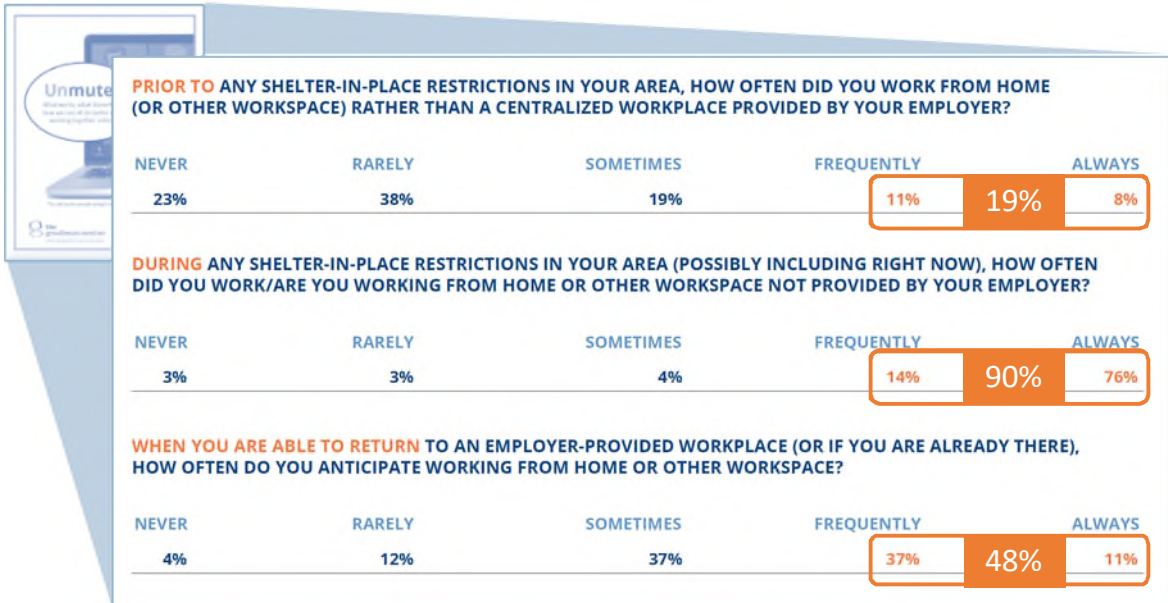 Unmute
PRIOR TO ANY SHELTER-IN-PLACE RESTRICTIONS IN YOUR AREA, HOW OFTEN DID YOU WORK FROM HOME
(OR OTHER WORKSPACE) RATHER THAN A CENTRALIZED WORKPLACE PROVIDED BY YOUR EMPLOYER?
NEVER RARELY SOMETIMES FREQUENTLY ALWAYS
23% 38% 19% 11% 19% 8%
DURING ANY SHELTER-IN-PLACE RESTRICTIONS IN YOUR AREA (POSSIBLY INCLUDING RIGHT NOW), HOW OFTEN
DID YOU WORK/ARE YOU WORKING FROM HOME OR OTHER WORKSPACE NOT PROVIDED BY YOUR EMPLOYER?
NEVER RARELY SOMETIMES FREQUENTLY ALWAYS
3% 3% 4% 14% 90% 76%
WHEN YOU ARE ABLE TO RETURN TO AN EMPLOYER-PROVIDED WORKPLACE (OR IF YOU ARE ALREADY THERE),
HOW OFTEN DO YOU ANTICIPATE WORKING FROM HOME OR OTHER WORKSPACE?
NEVER RARELY SOMETIMES FREQUENTLY ALWAYS
4% 12% 37% 37% 48% 11%